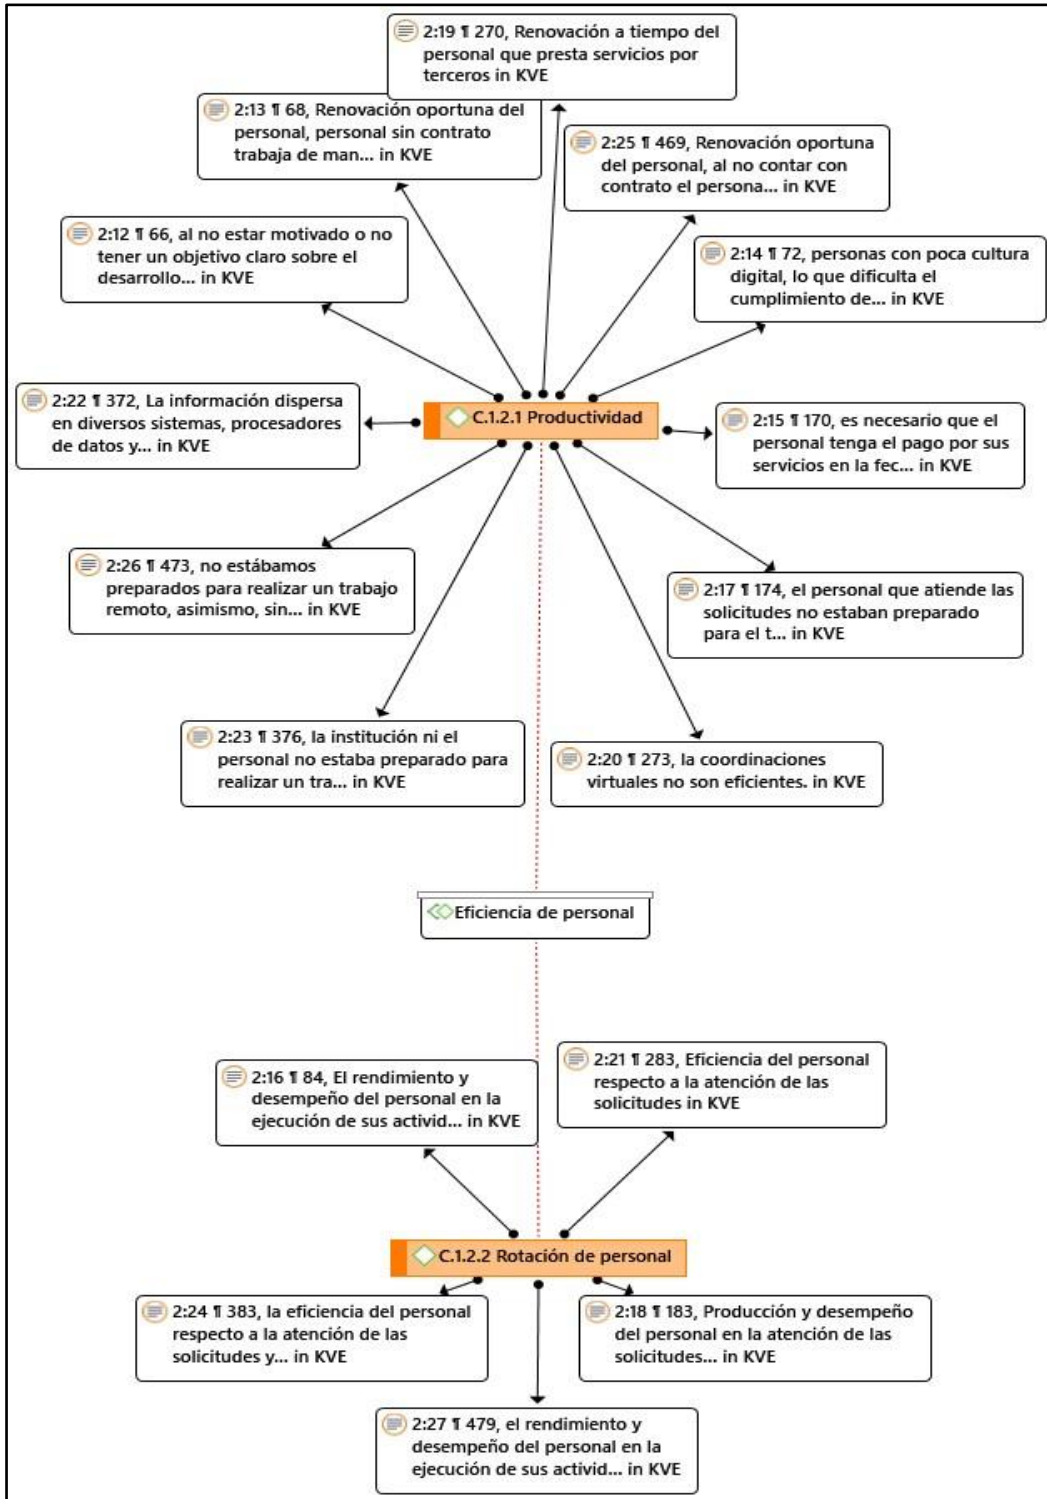 2:19 ¶ 270, Renovación a tiempo del
personal que presta servicios por
terceros in KVE
2:13 ¶ 68, Renovación oportuna del
personal, personal sin contrato
trabaja de man... in KVE
2:25 ¶ 469, Renovación oportuna
del personal, al no contar con
contrato el persona... in KVE
2:12 ¶ 66, al no estar motivado o no
tener un objetivo claro sobre el
desarrollo... in KVE
2:14 ¶ 72, personas con poca cultura
digital, lo que dificulta el
cumplimiento de... in KVE
2:22 ¶ 372, La información dispersa
en diversos sistemas, procesadores
de datos y... in KVE
C.1.2.1 Productividad
2:15 ¶ 170, es necesario que el
personal tenga el pago por sus
servicios en la fec... in KVE
2:26 ¶ 473, no estábamos
preparados para realizar un trabajo
remoto, asimismo, sin... in KVE
2:17 ¶ 174, el personal que atiende las
solicitudes no estaban preparado
para el t... in KVE
2:23 ¶ 376, la institución ni el
personal no estaba preparado para
realizar un tra... in KVE
2:20 ¶ 273, la coordinaciones
virtuales no son eficientes. in KVE
Eficiencia de personal
2:16 ¶ 84, El rendimiento y
desempeño del personal en la
ejecución de sus activid... in KVE
2:21 ¶ 283, Eficiencia del personal
respecto a la atención de las
solicitudes in KVE
C.1.2.2 Rotación de personal
2:24 ¶ 383, la eficiencia del personal
respecto a la atención de las
solicitudes y... in KVE
2:18 ¶ 183, Producción y desempeño
del personal en la atención de las
solicitudes... in KVE
2:27 ¶ 479, el rendimiento y
desempeño del personal en la
ejecución de sus activid... in KVE